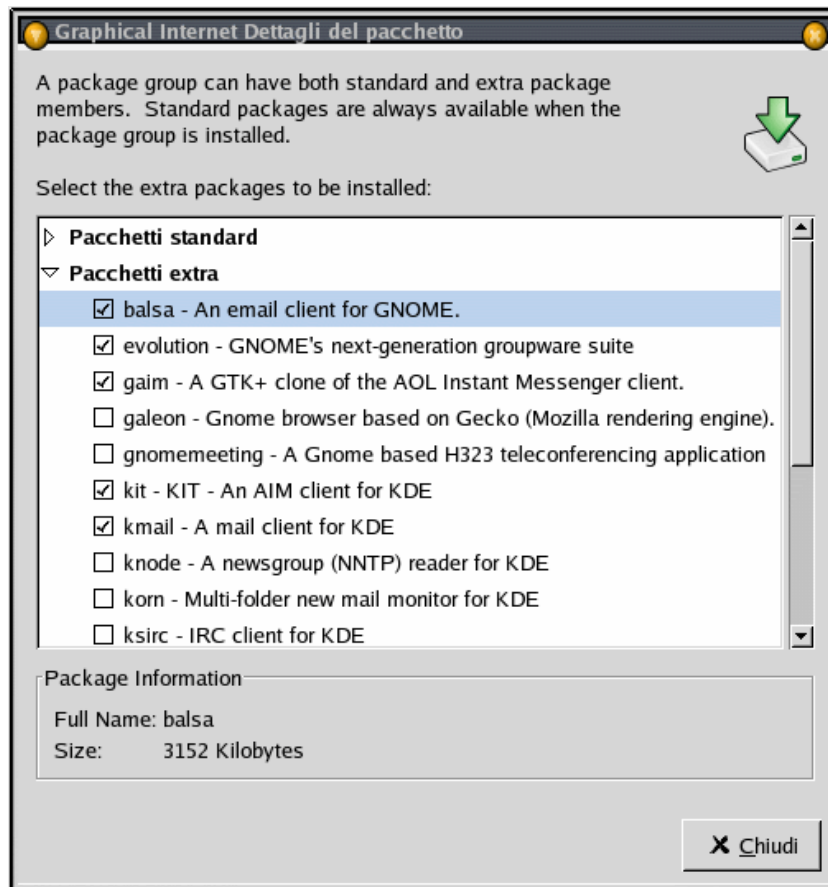 Graphical Internet Dettagli del pacchetto
A package group can have both standard and extra package
members. Standard packages are always available when the
package group is installed.
Select the extra packages to be installed:
Pacchetti standard
Pacchetti extra
balsa - An email client for GNOME.
evolution - GNOME's next-generation groupware suite
gaim - A GTK+ clone of the AOL Instant Messenger client.
galeon - Gnome browser based on Gecko (Mozilla rendering engine).
gnomemeeting - A Gnome based H323 teleconferencing application
kit - KIT - An AIM client for KDE
kmail - A mail client for KDE
knode - A newsgroup (NNTP) reader for KDE
korn - Multi-folder new mail monitor for KDE
ksirc - IRC client for KDE
Package Information
Full Name: balsa
Size: 3152 Kilobytes
Chiudi